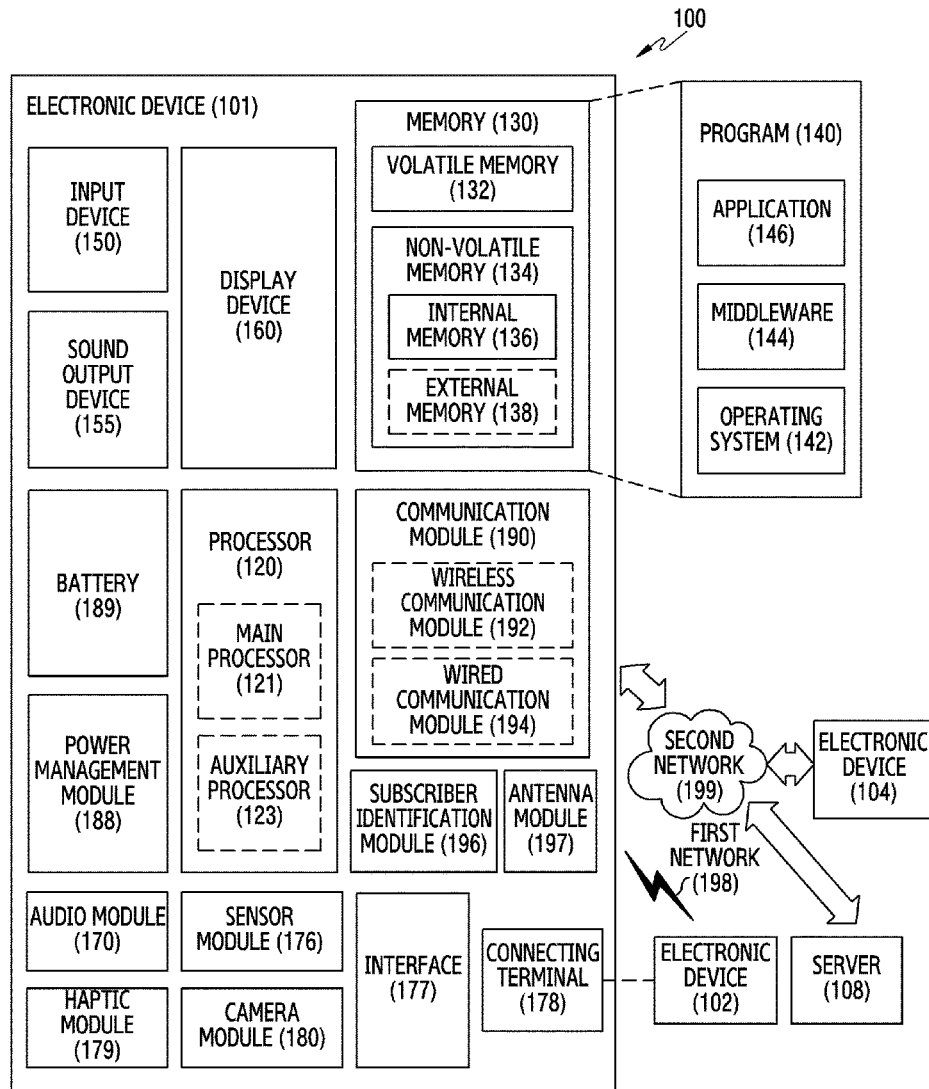 100
ELECTRONIC DEVICE (101)
INPUT
DEVICE
(150)
SOUND
OUTPUT
DEVICE
(155)
DISPLAY
DEVICE
(160)
MEMORY (130)
VOLATILE MEMORY
(132)
NON-VOLATILE
MEMORY (134)
INTERNAL
MEMORY (136)
EXTERNAL
MEMORY (138)
PROGRAM (140)
APPLICATION
(146)
MIDDLEWARE
(144)
OPERATING
SYSTEM (142)
BATTERY
(189)
POWER
MANAGEMENT
MODULE
(188)
PROCESSOR
(120)
MAIN
PROCESSOR
(121)
AUXILIARY
PROCESSOR
(123)
COMMUNICATION
MODULE (190)
WIRELESS
COMMUNICATION
MODULE (192)
WIRED
COMMUNICATION
MODULE (194)
SUBSCRIBER
IDENTIFICATION
MODULE (196)
ANTENNA
MODULE
(197)
SECOND
NETWORK
(199)
ELECTRONIC
DEVICE
(104)
FIRST
NETWORK
(198)
AUDIO MODULE
(170)
SENSOR
MODULE (176)
INTERFACE
(177)
CONNECTING
TERMINAL
(178)
ELECTRONIC
DEVICE
(102)
SERVER
(108)
HAPTIC
MODULE
(179)
CAMERA
MODULE (180)